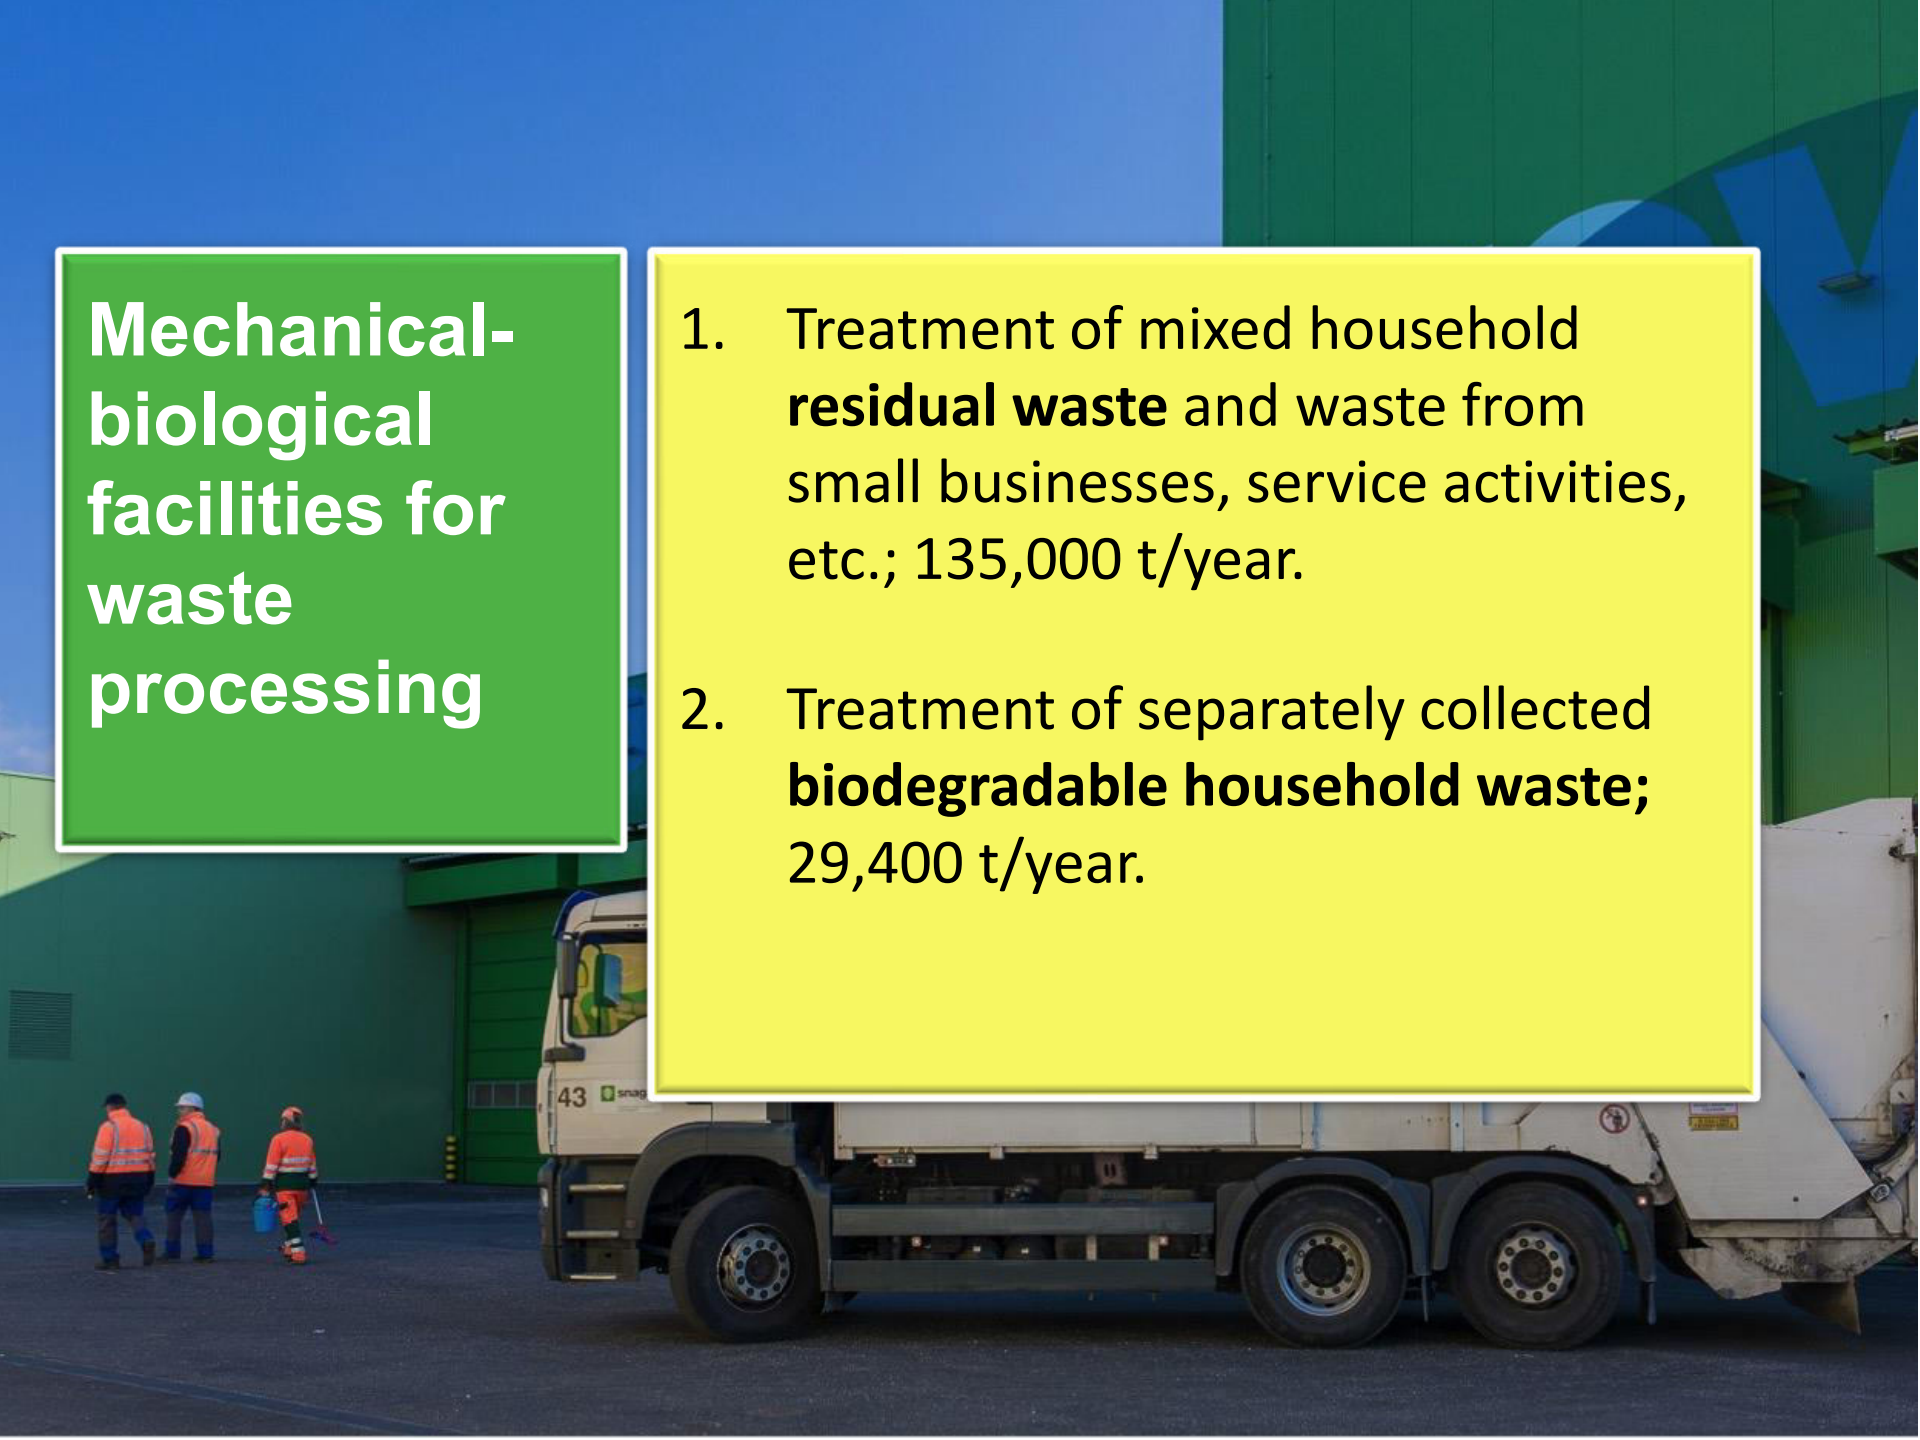 Mechanical-
biological
facilities for
waste
processing
1. Treatment of mixed household
residual waste and waste from
small businesses, service activities,
etc.; 135,000 t/year.
2. Treatment of separately collected
biodegradable household waste;
29,400 t/year.
43
snag